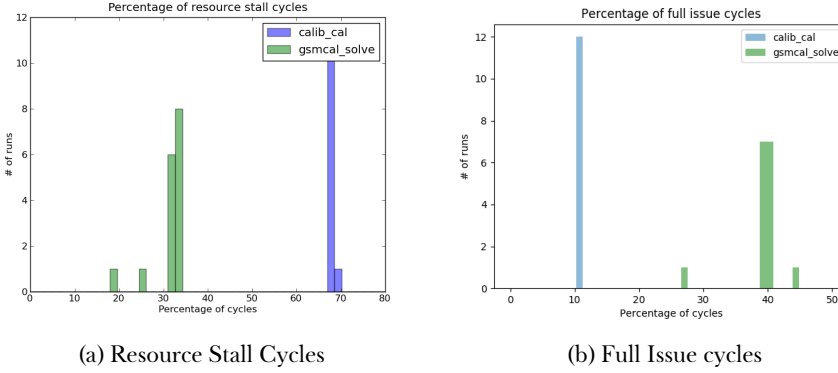 Percentage of resource stall cycles
calib_cal
gsmcal_solve
12
10
8
6
4
2
0
# of runs
0 10 20 30 40 50 60 70 80
Percentage of cycles
(a) Resource Stall Cycles
Percentage of full issue cycles
calib_cal
gsmcal_solve
12
10
8
6
4
2
0
# of runs
0 10 20 30 40 50
Percentage of cycles
(b) Full Issue cycles